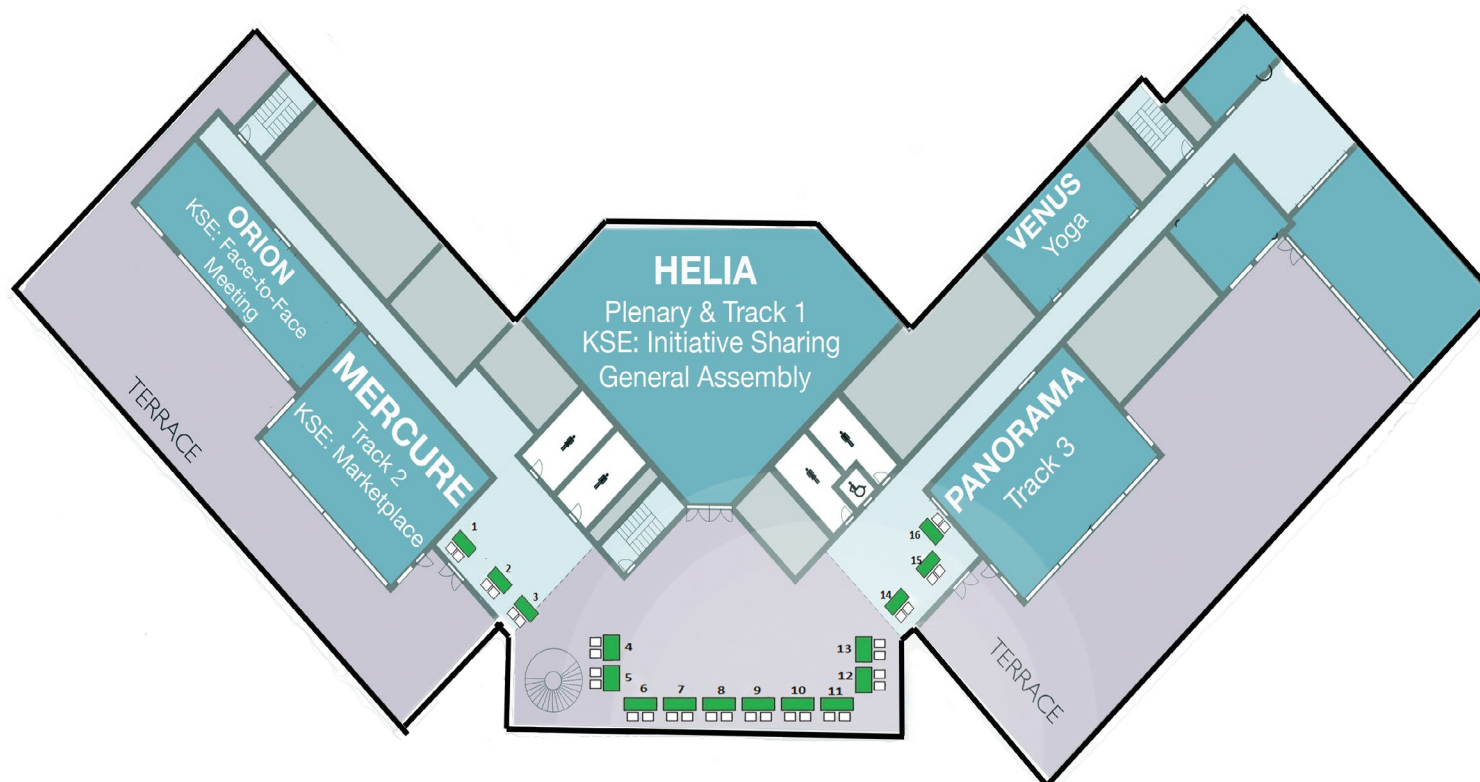 ORION
KSE: Face-to-Face
Meeting
MERCURE
Track 2
KSE: Marketplace
TERRACE
HELIA
Plenary & Track 1
KSE: Initiative Sharing
General Assembly
VENUS
Yoga
PANORAMA
Track 3
TERRACE
1
2
3
4
5
6
7
8
9
10
11
12
13
14
15
16